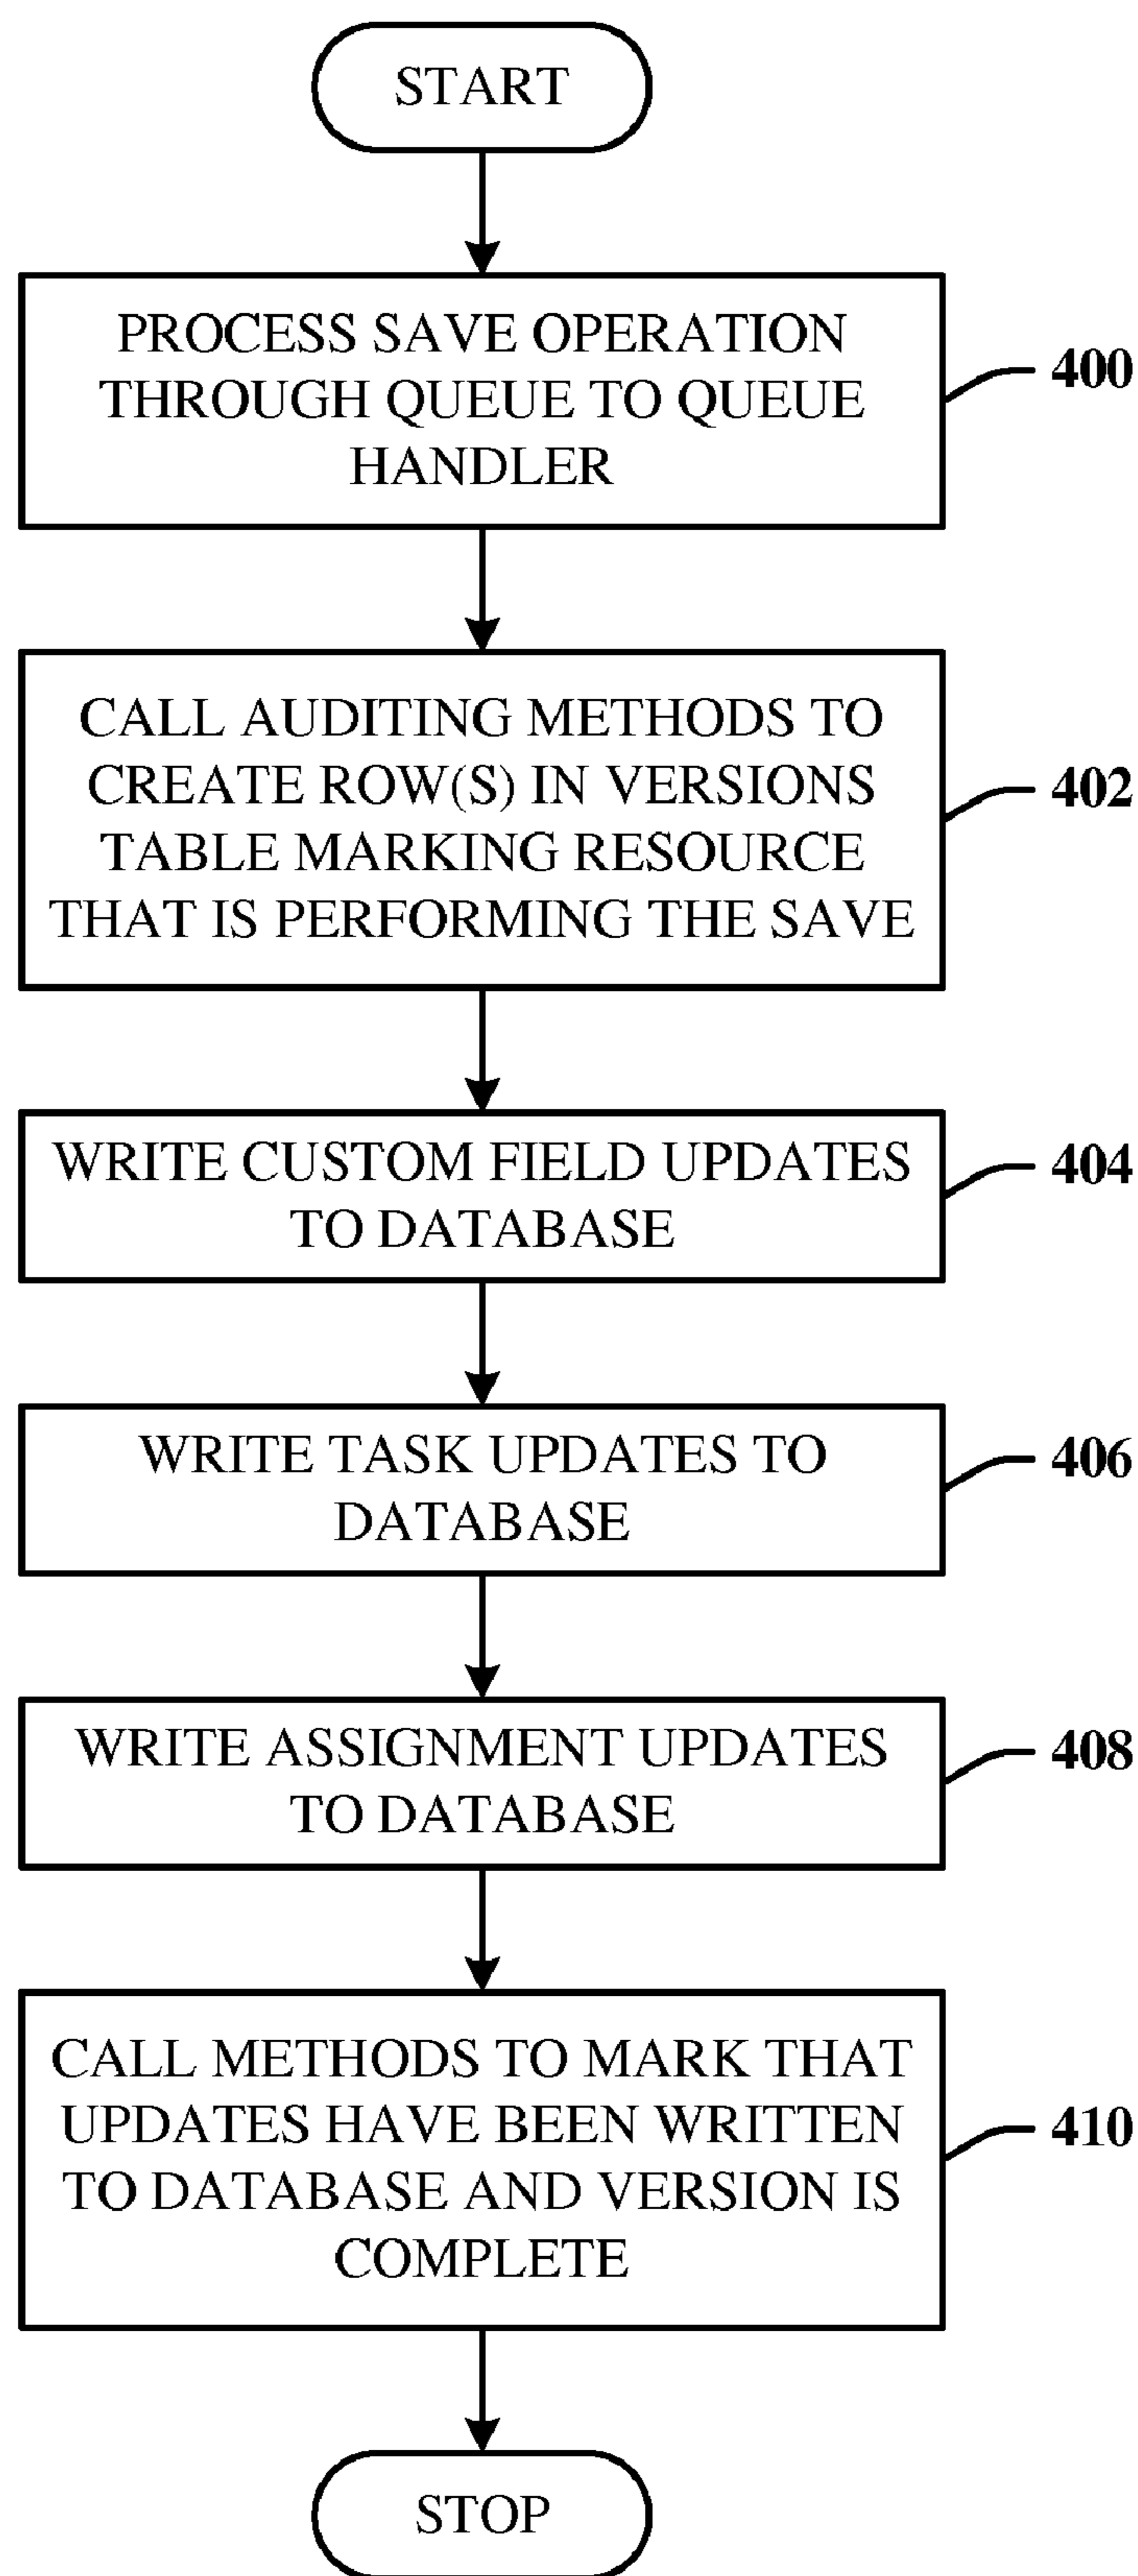 START
PROCESS SAVE OPERATION
THROUGH QUEUE TO QUEUE
HANDLER
400
CALL AUDITING METHODS TO
CREATE ROW(S) IN VERSIONS
TABLE MARKING RESOURCE
THAT IS PERFORMING THE SAVE
402
WRITE CUSTOM FIELD UPDATES
TO DATABASE
404
WRITE TASK UPDATES TO
DATABASE
406
WRITE ASSIGNMENT UPDATES
TO DATABASE
408
CALL METHODS TO MARK THAT
UPDATES HAVE BEEN WRITTEN
TO DATABASE AND VERSION IS
COMPLETE
410
STOP